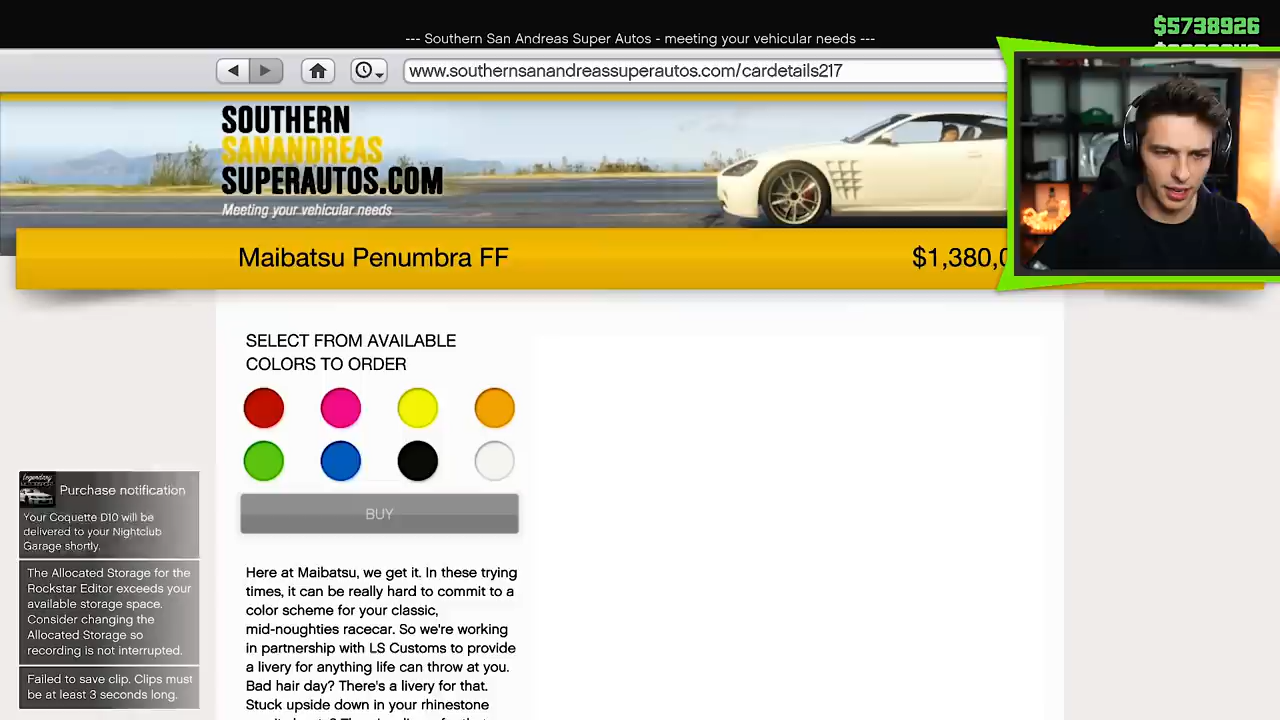 $5738926
--- Southern San Andreas Super Autos - meeting your vehicular needs ---
www.southernsanandreassuperautos.com/cardetails217
SOUTHERN
SANANDREAS
SUPERAUTOS.COM
Meeting your vehicular needs
Maibatsu Penumbra FF
$1,380,0
SELECT FROM AVAILABLE
COLORS TO ORDER
BUY
Here at Maibatsu, we get it. In these trying
times, it can be really hard to commit to a
color scheme for your classic,
mid-noughties racecar. So we're working
in partnership with LS Customs to provide
a livery for anything life can throw at you.
Bad hair day? There's a livery for that.
Stuck upside down in your rhinestone
Legendary
Purchase notification
Your Coquette D10 will be
delivered to your Nightclub
Garage shortly.
The Allocated Storage for the
Rockstar Editor exceeds your
available storage space.
Consider changing the
Allocated Storage so
recording is not interrupted.
Failed to save clip. Clips must
be at least 3 seconds long.